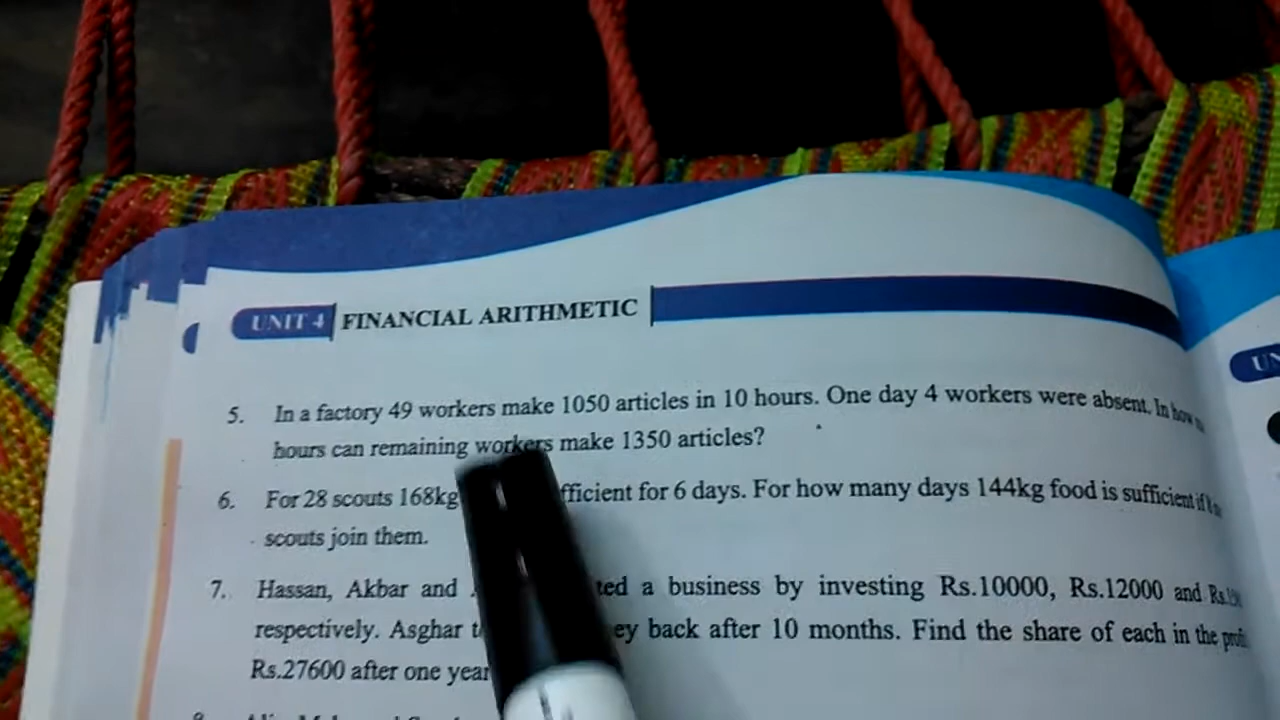 UNIT 4 FINANCIAL ARITHMETIC
UN
5. In a factory 49 workers make 1050 articles in 10 hours. One day 4 workers were absent. In how
hours can remaining workers make 1350 articles?
6. For 28 scouts 168kg fficient for 6 days. For how many days 144kg food is sufficient if 8
scouts join them.
7. Hassan, Akbar and ted a business by investing Rs.10000, Rs.12000 and Rs.
respectively. Asghar t ey back after 10 months. Find the share of each in the
Rs.27600 after one year